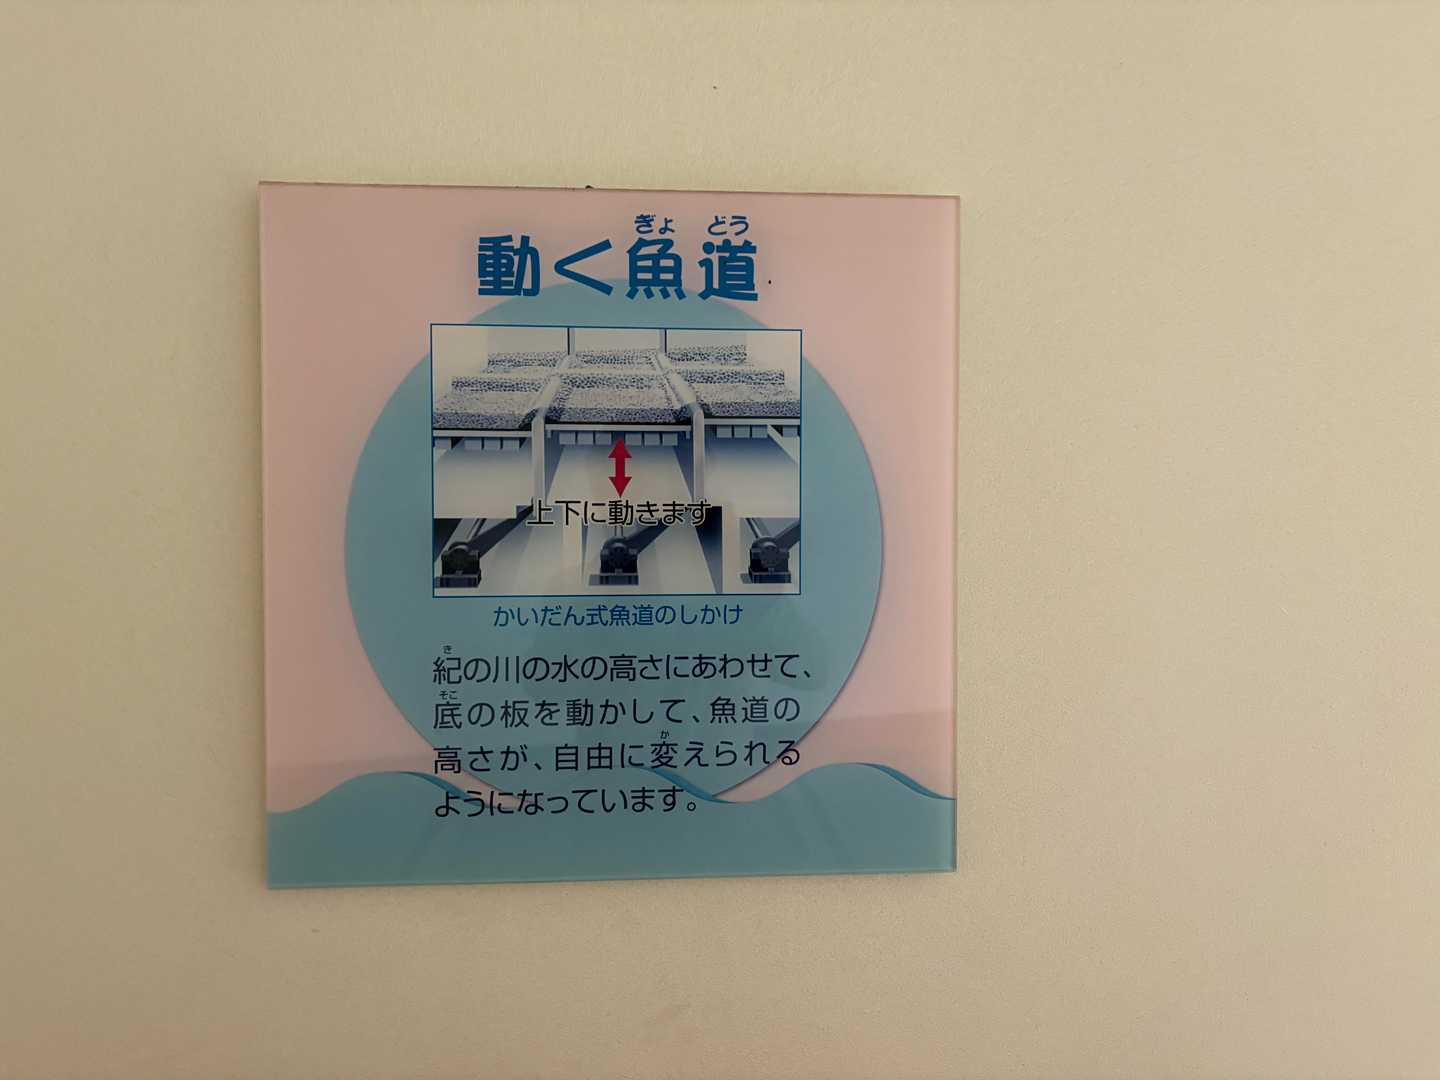 ぎょ どう
動く魚道
上下に動きます
かいだん式魚道のしかけ
き
紀の川の水の高さにあわせて、
そこ
底の板を動かして、魚道の
か
高さが、自由に変えられる
ようになっています。